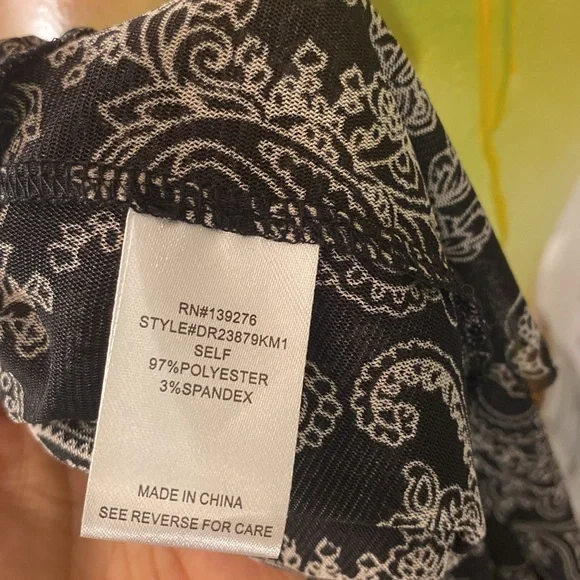 RN#139276
STYLE#DR23879KM1
SELF
97%POLYESTER
3%SPANDEX
MADE IN CHINA
SEE REVERSE FOR CARE